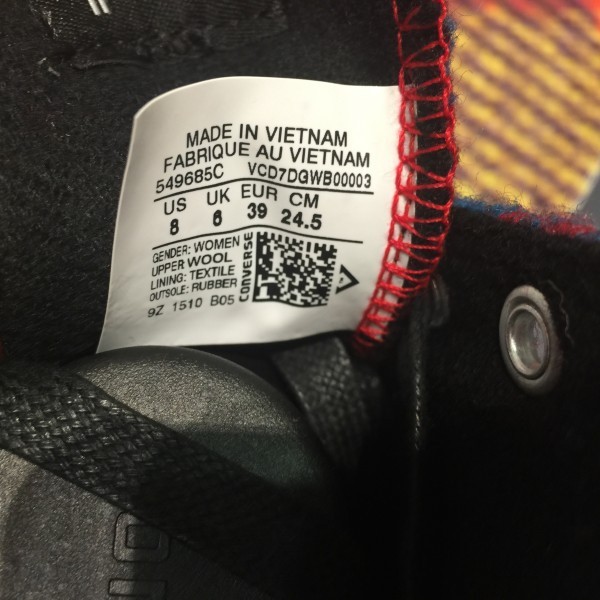 MADE IN VIETNAM
FABRIQUE AU VIETNAM
549685C VCD7DGWB00003
US UK EUR CM
8 6 39 24.5
GENDER: WOMEN
UPPER WOOL
LINING: TEXTILE
OUTSOLE: RUBBER
9Z 1510 B05
CONVERSE